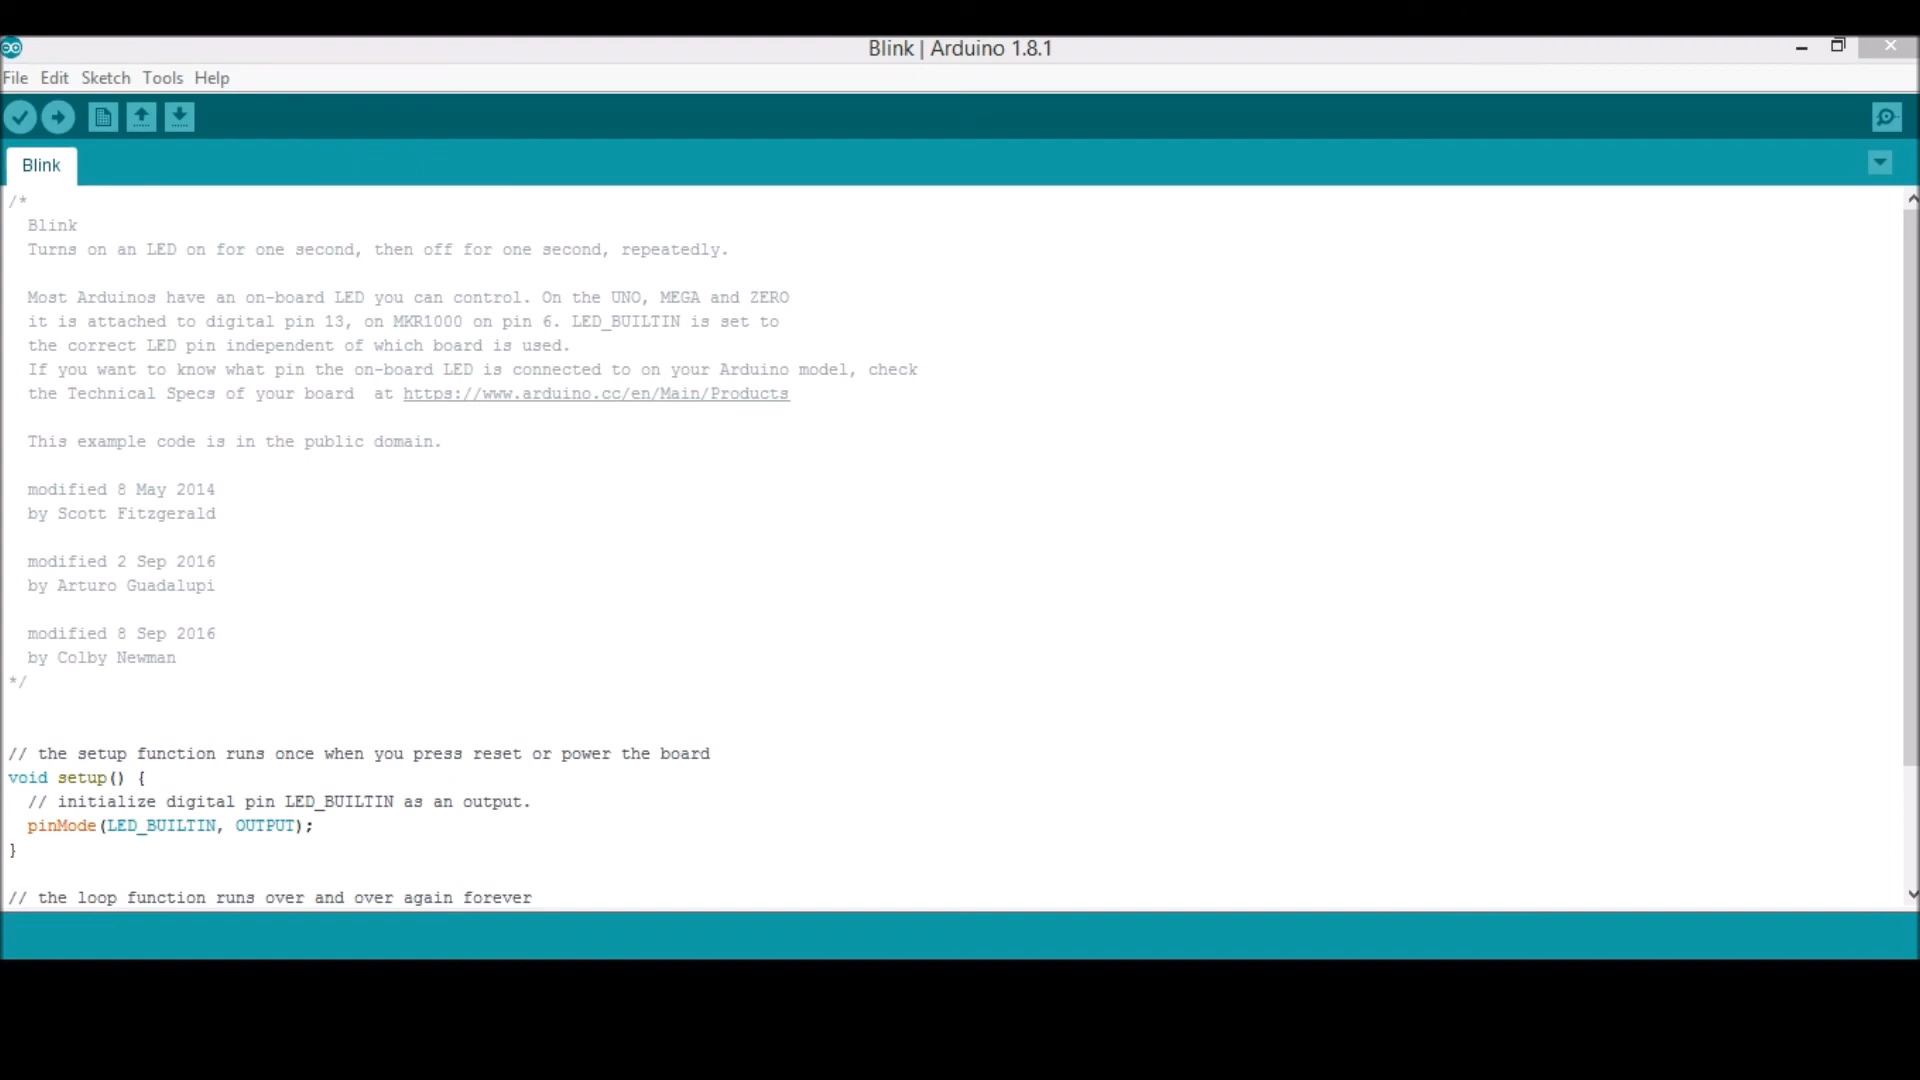 Blink | Arduino 1.8.1
File Edit Sketch Tools Help
Blink
/*
Blink
Turns on an LED on for one second, then off for one second, repeatedly.
Most Arduinos have an on-board LED you can control. On the UNO, MEGA and ZERO
it is attached to digital pin 13, on MKR1000 on pin 6. LED_BUILTIN is set to
the correct LED pin independent of which board is used.
If you want to know what pin the on-board LED is connected to on your Arduino model, check
the Technical Specs of your board at https://www.arduino.cc/en/Main/Products
This example code is in the public domain.
modified 8 May 2014
by Scott Fitzgerald
modified 2 Sep 2016
by Arturo Guadalupi
modified 8 Sep 2016
by Colby Newman
*/
// the setup function runs once when you press reset or power the board
void setup() {
// initialize digital pin LED_BUILTIN as an output.
pinMode(LED_BUILTIN, OUTPUT);
}
// the loop function runs over and over again forever